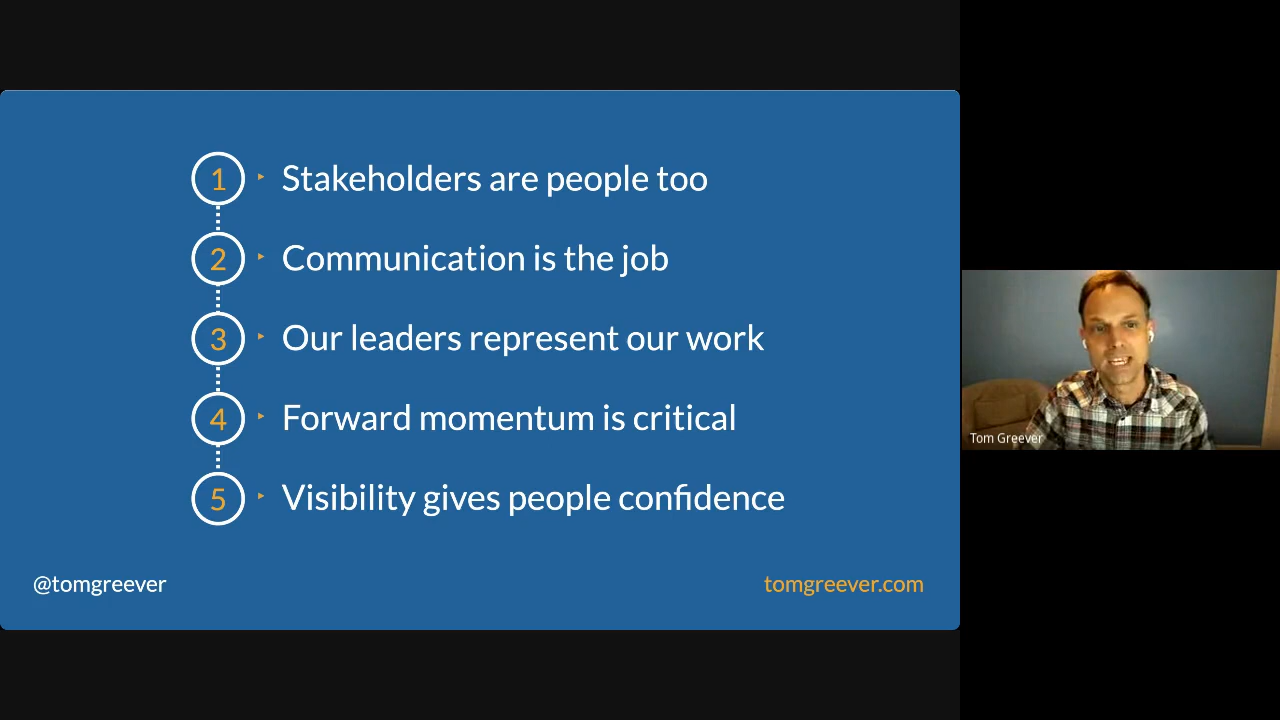 1 ‣ Stakeholders are people too
2 ‣ Communication is the job
3 ‣ Our leaders represent our work
4 ‣ Forward momentum is critical
5 ‣ Visibility gives people confidence
@tomgreever
tomgreever.com
Tom Greever